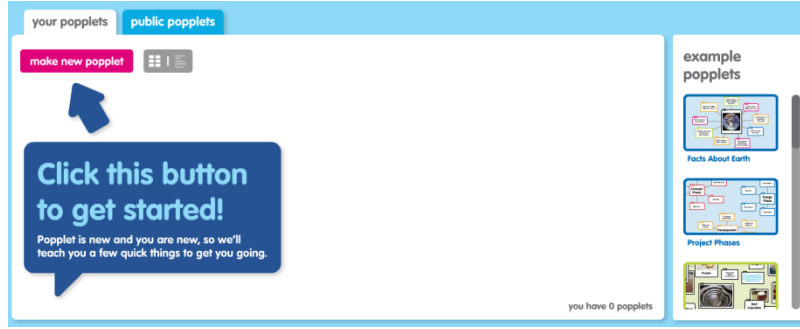 your popplets
public popplets
make new popplet
Click this button
to get started!
Popplet is new and you are new, so we'll
teach you a few quick things to get you going.
you have 0 popplets
example
popplets
Facts About Earth
Project Phases